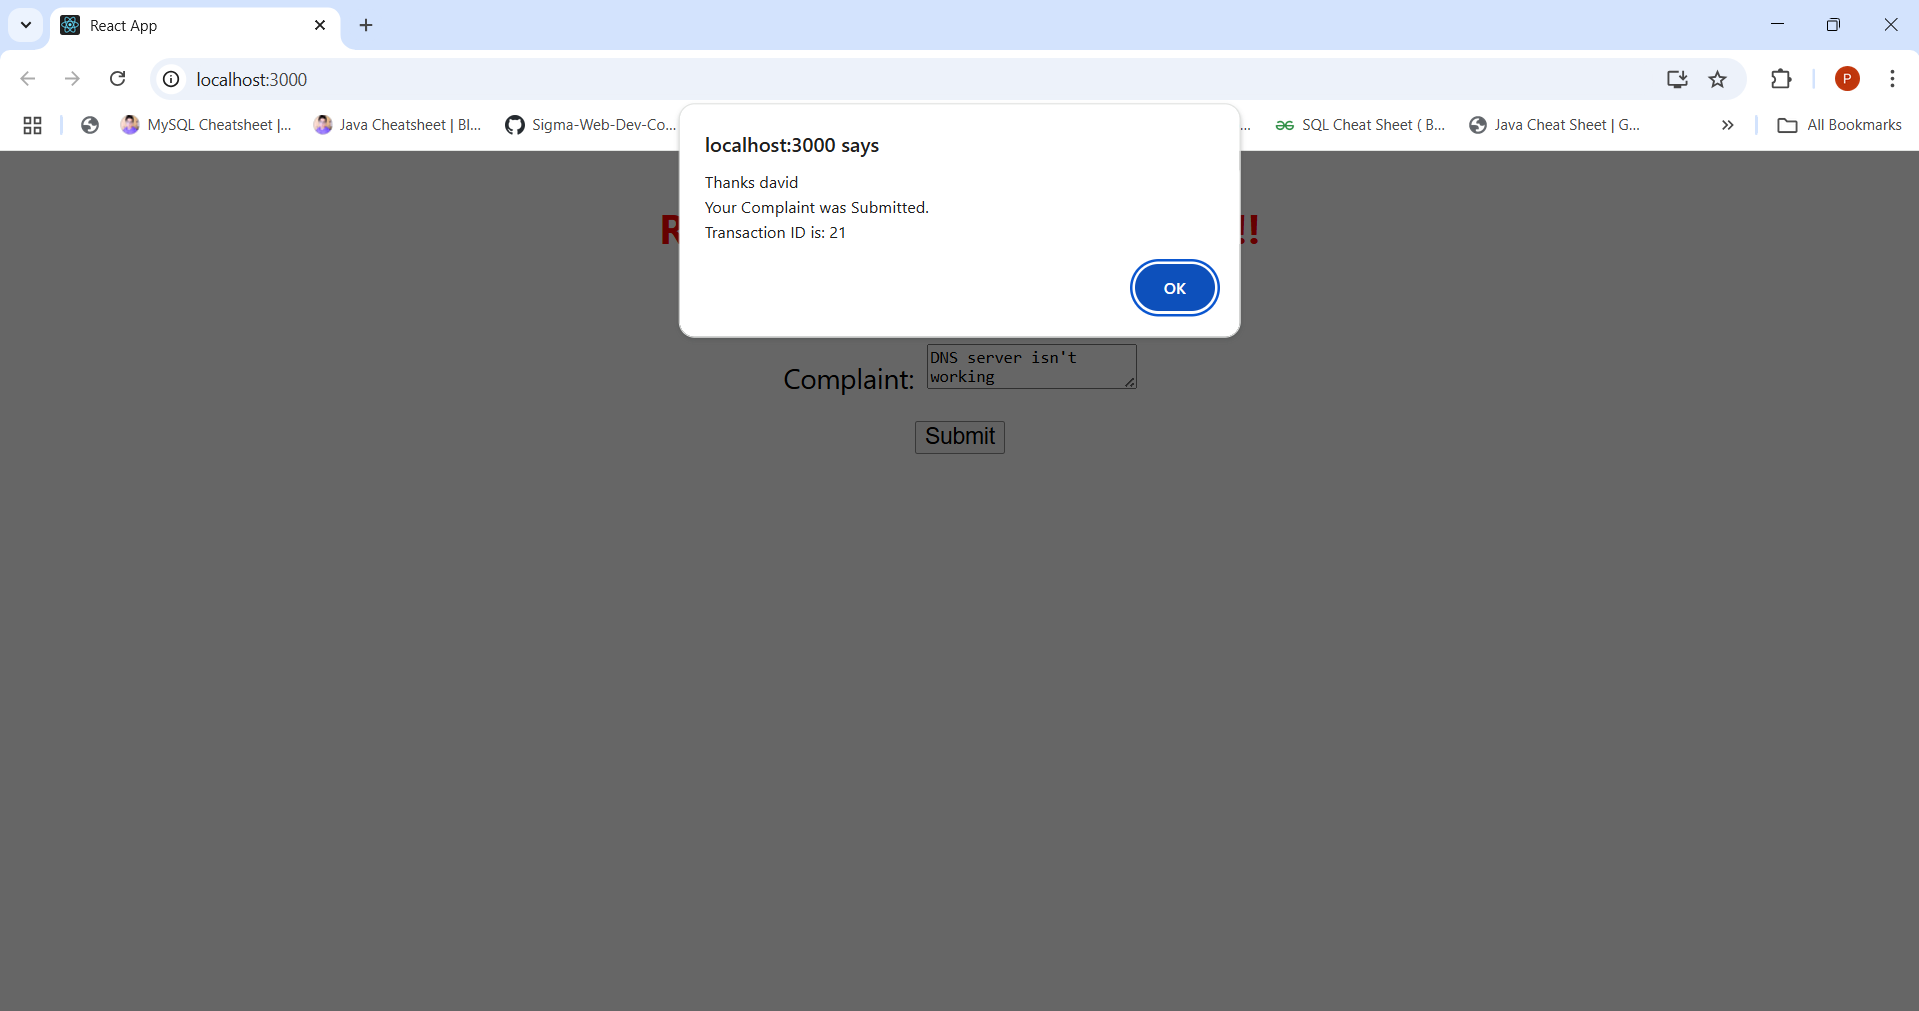 React App
localhost:3000
MySQL Cheatsheet |...
Java Cheatsheet | Bl...
Sigma-Web-Dev-Co...
...
SQL Cheat Sheet ( B...
Java Cheat Sheet | G...
All Bookmarks
P
localhost:3000 says
Thanks david
Your Complaint was Submitted.
Transaction ID is: 21
OK
!!
Complaint:
DNS server isn't
working
Submit